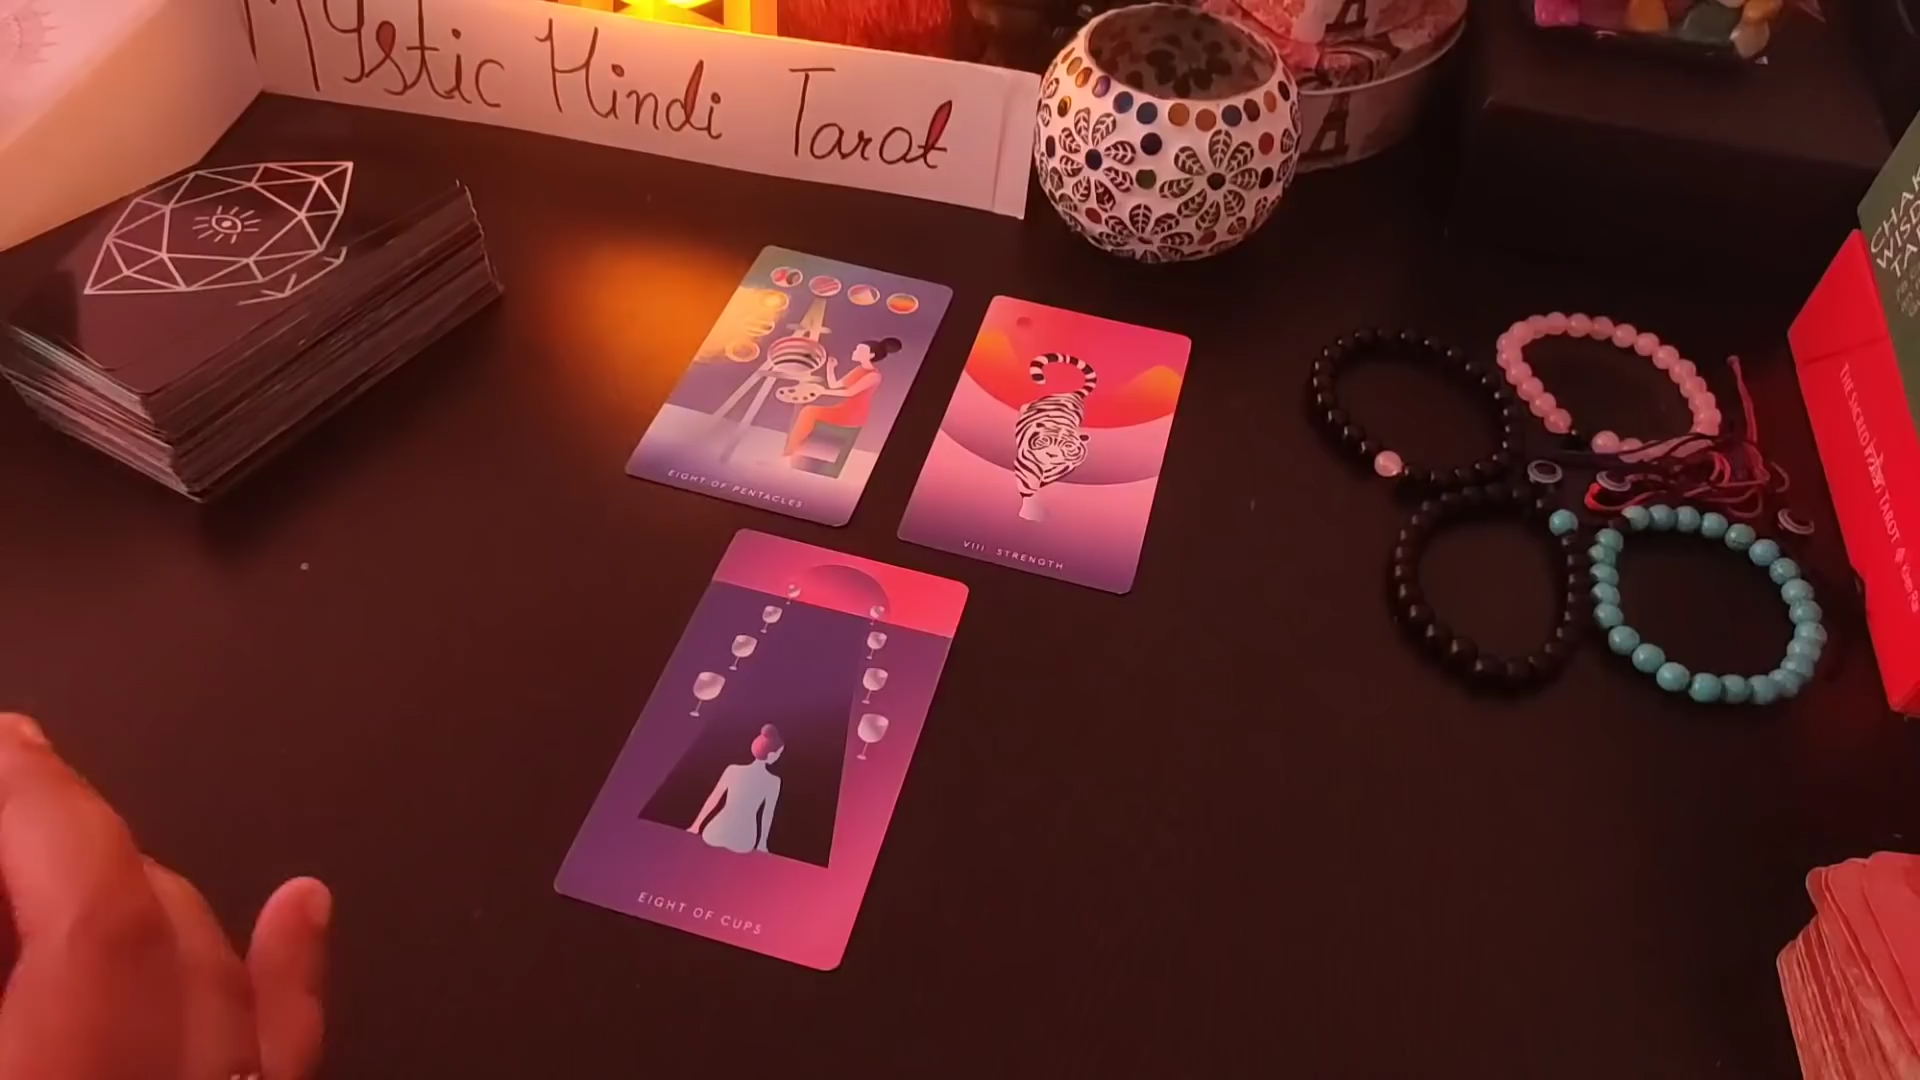 Mystic Hindi Tarot
EIGHT OF PENTACLES
VIII STRENGTH
EIGHT OF CUPS
THE SACRED
TAROT